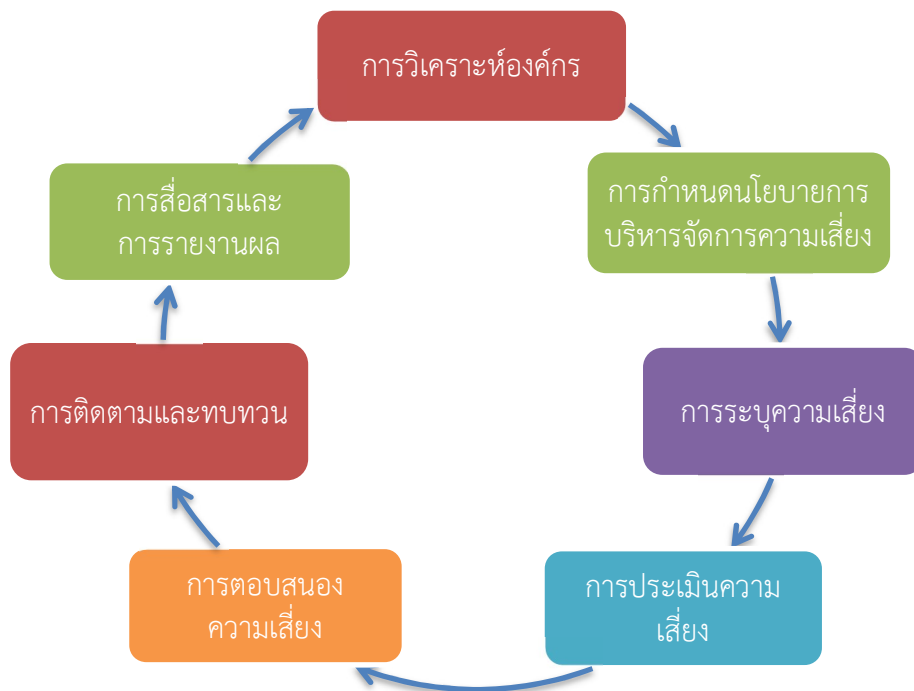 การวิเคราะห์องค์กร
การกำหนดนโยบายการ
บริหารจัดการความเสี่ยง
การระบุความเสี่ยง
การประเมินความ
เสี่ยง
การตอบสนอง
ความเสี่ยง
การติดตามและทบทวน
การสื่อสารและ
การรายงานผล